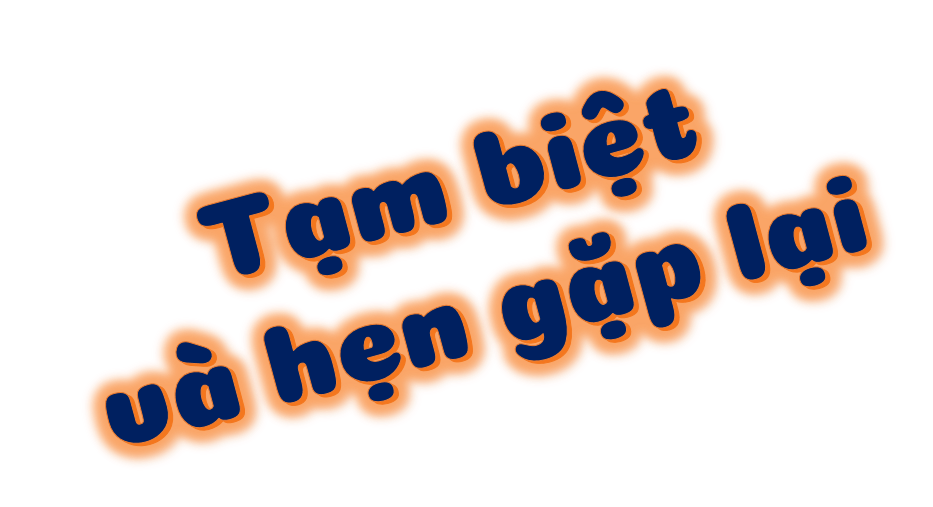 Tạm biệt
và hẹn gặp lại